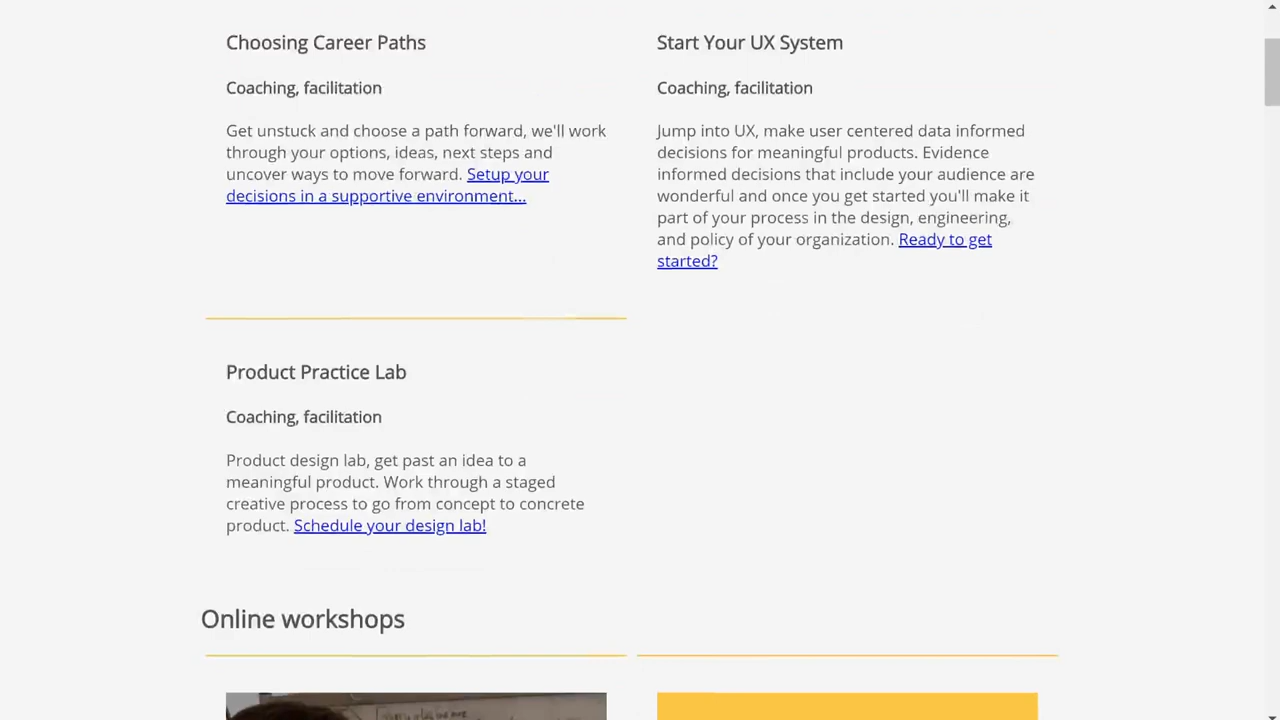 Choosing Career Paths
Coaching, facilitation
Get unstuck and choose a path forward, we'll work
through your options, ideas, next steps and
uncover ways to move forward. Setup your
decisions in a supportive environment...
Start Your UX System
Coaching, facilitation
Jump into UX, make user centered data informed
decisions for meaningful products. Evidence
informed decisions that include your audience are
wonderful and once you get started you'll make it
part of your process in the design, engineering,
and policy of your organization. Ready to get
started?
Product Practice Lab
Coaching, facilitation
Product design lab, get past an idea to a
meaningful product. Work through a staged
creative process to go from concept to concrete
product. Schedule your design lab!
Online workshops